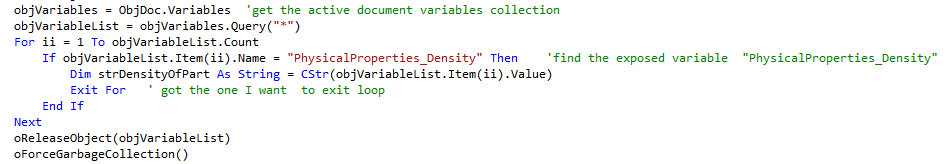 objVariables = ObjDoc.Variables  'get the active document variables collection
objVariableList = objVariables.Query("*")
For ii = 1 To objVariableList.Count
    If objVariableList.Item(ii).Name = "PhysicalProperties_Density" Then    'find the exposed variable  "PhysicalProperties_Density"
        Dim strDensityOfPart As String = CStr(objVariableList.Item(ii).Value)
        Exit For   ' got the one I want  to exit loop
    End If
Next
oReleaseObject(objVariableList)
oForceGarbageCollection()